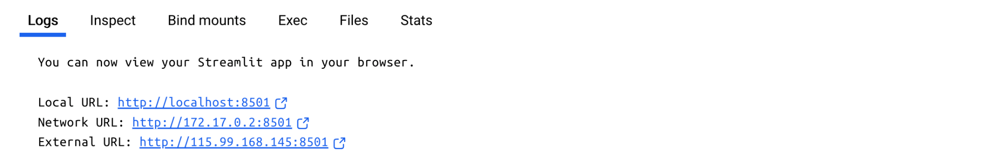 Logs Inspect Bind mounts Exec Files Stats
You can now view your Streamlit app in your browser.
Local URL: http://localhost:8501
Network URL: http://172.17.0.2:8501
External URL: http://115.99.168.145:8501